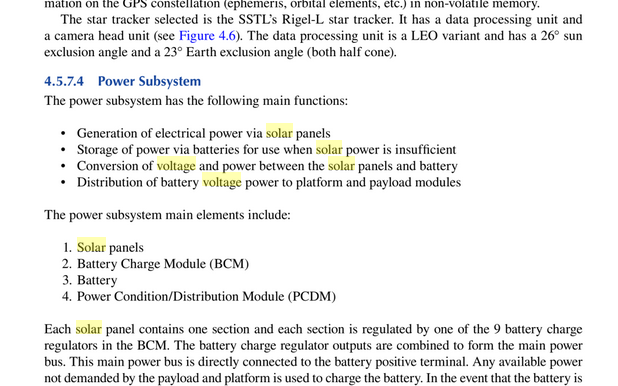 mation on the GPS constellation (ephemeris, orbital elements, etc.) in non-volatile memory.
The star tracker selected is the SSTL's Rigel-L star tracker. It has a data processing unit and
a camera head unit (see Figure 4.6). The data processing unit is a LEO variant and has a 26° sun
exclusion angle and a 23° Earth exclusion angle (both half cone).
4.5.7.4 Power Subsystem
The power subsystem has the following main functions:
• Generation of electrical power via solar panels
• Storage of power via batteries for use when solar power is insufficient
• Conversion of voltage and power between the solar panels and battery
• Distribution of battery voltage power to platform and payload modules
The power subsystem main elements include:
1. Solar panels
2. Battery Charge Module (BCM)
3. Battery
4. Power Condition/Distribution Module (PCDM)
Each solar panel contains one section and each section is regulated by one of the 9 battery charge
regulators in the BCM. The battery charge regulator outputs are combined to form the main power
bus. This main power bus is directly connected to the battery positive terminal. Any available power
not demanded by the payload and platform is used to charge the battery. In the event that the battery is